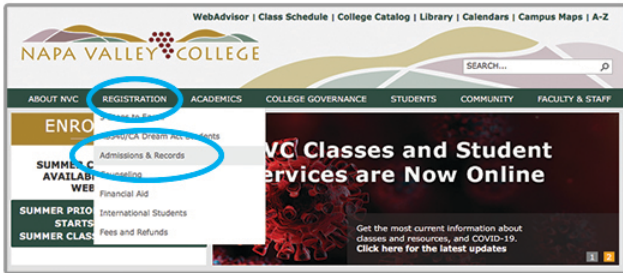 WebAdvisor | Class Schedule | College Catalog | Library | Calendars | Campus Maps | A-Z
NAPA VALLEY COLLEGE
SEARCH...
ABOUT NVC REGISTRATION ACADEMICS COLLEGE GOVERNANCE STUDENTS COMMUNITY FACULTY & STAFF
ENRO
Students
Admissions & Records
Counseling
Financial Aid
International Students
Fees and Refunds
SUMMER C
AVAILABL
WEB
SUMMER PRIO
STARTS
SUMMER CLAS
VC Classes and Student
ervices are Now Online
Get the most current information about
classes and resources, and COVID-19.
Click here for the latest updates
1 2